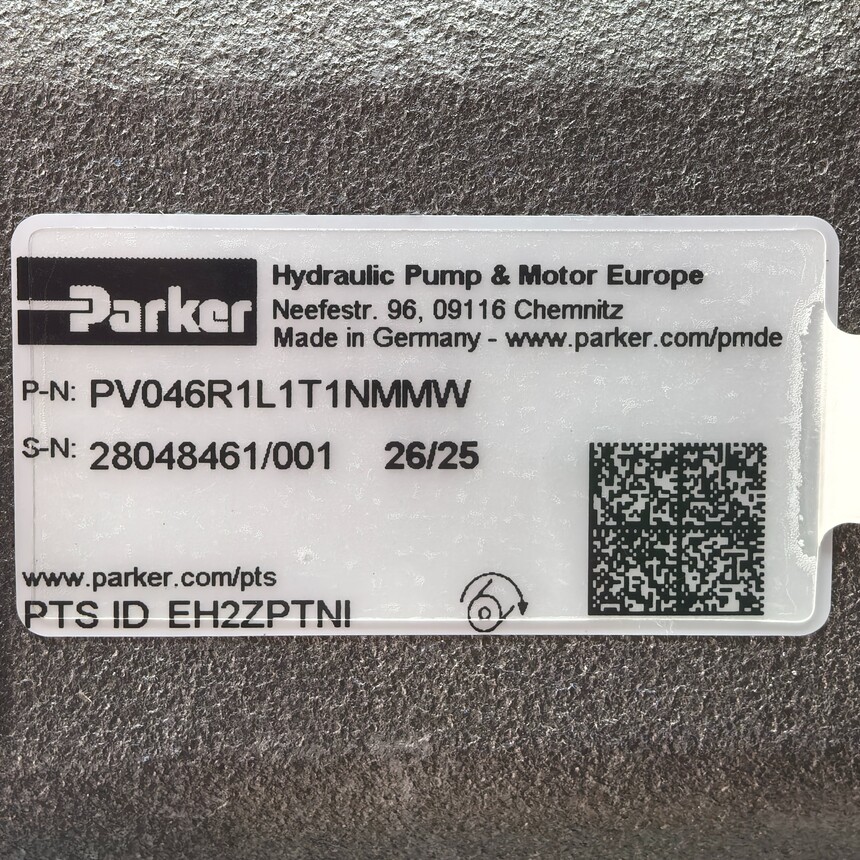 Parker
Hydraulic Pump & Motor Europe
Neefestr. 96, 09116 Chemnitz
Made in Germany - www.parker.com/pmde
P-N: PV046R1L1T1NMMW
S-N: 28048461/001 26/25
www.parker.com/pts
PTS ID EH2ZPTNI